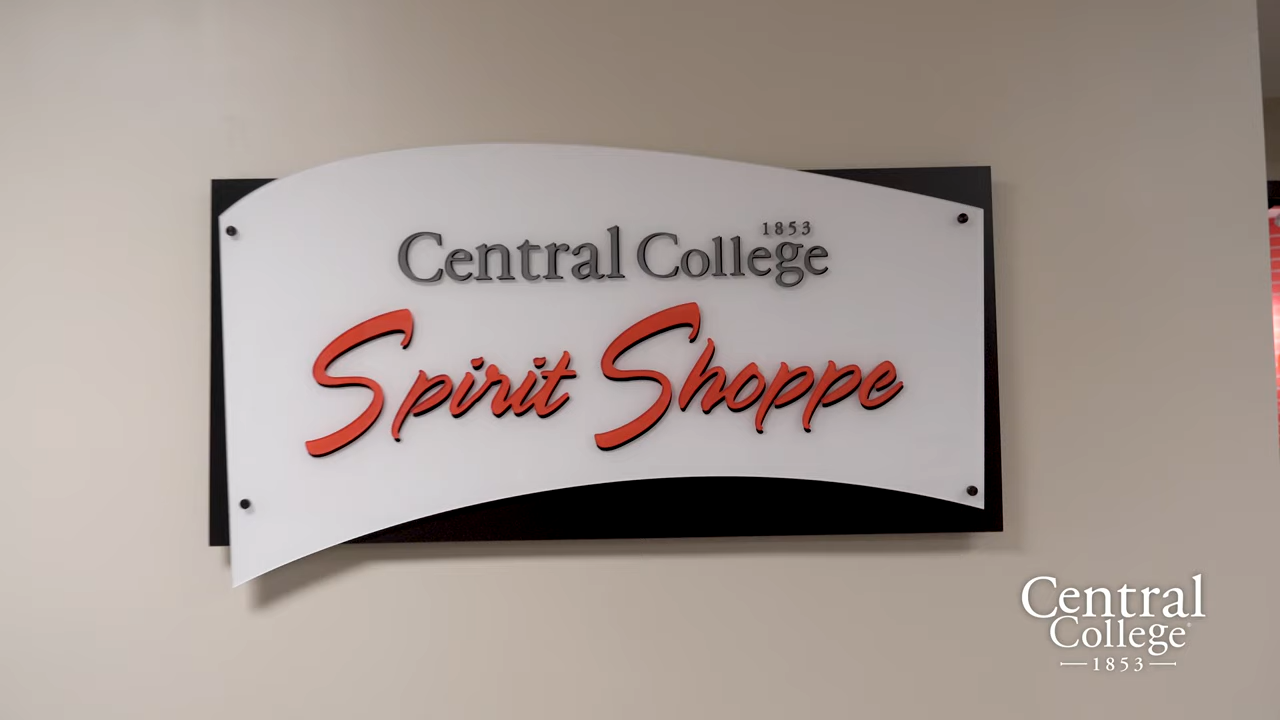 1853
Central College
Spirit Shoppe
Central
College
1853